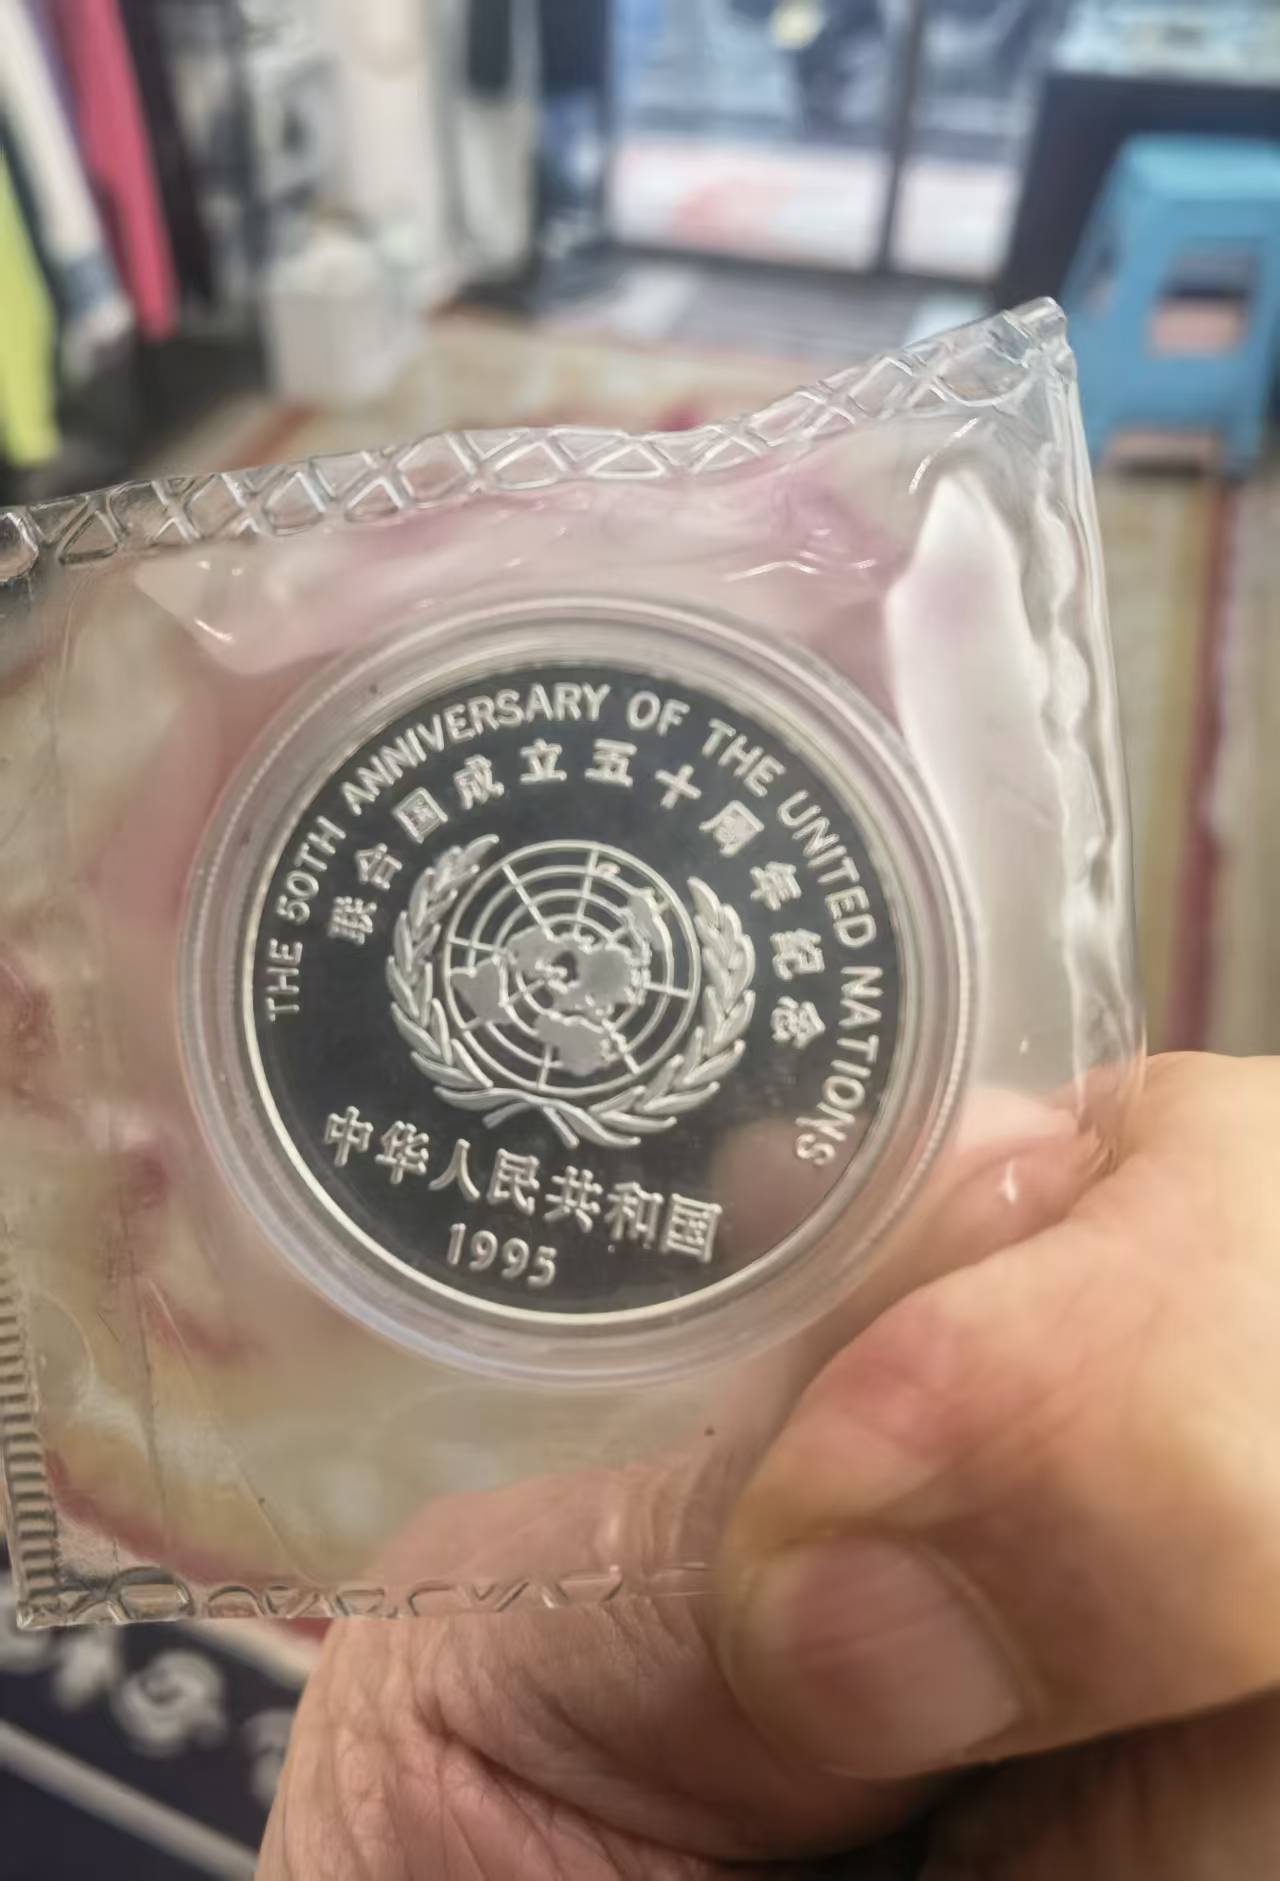 THE 50TH ANNIVERSARY OF THE UNITED NATIONS
联合国成立五十周年纪念
中华人民共和国
1995